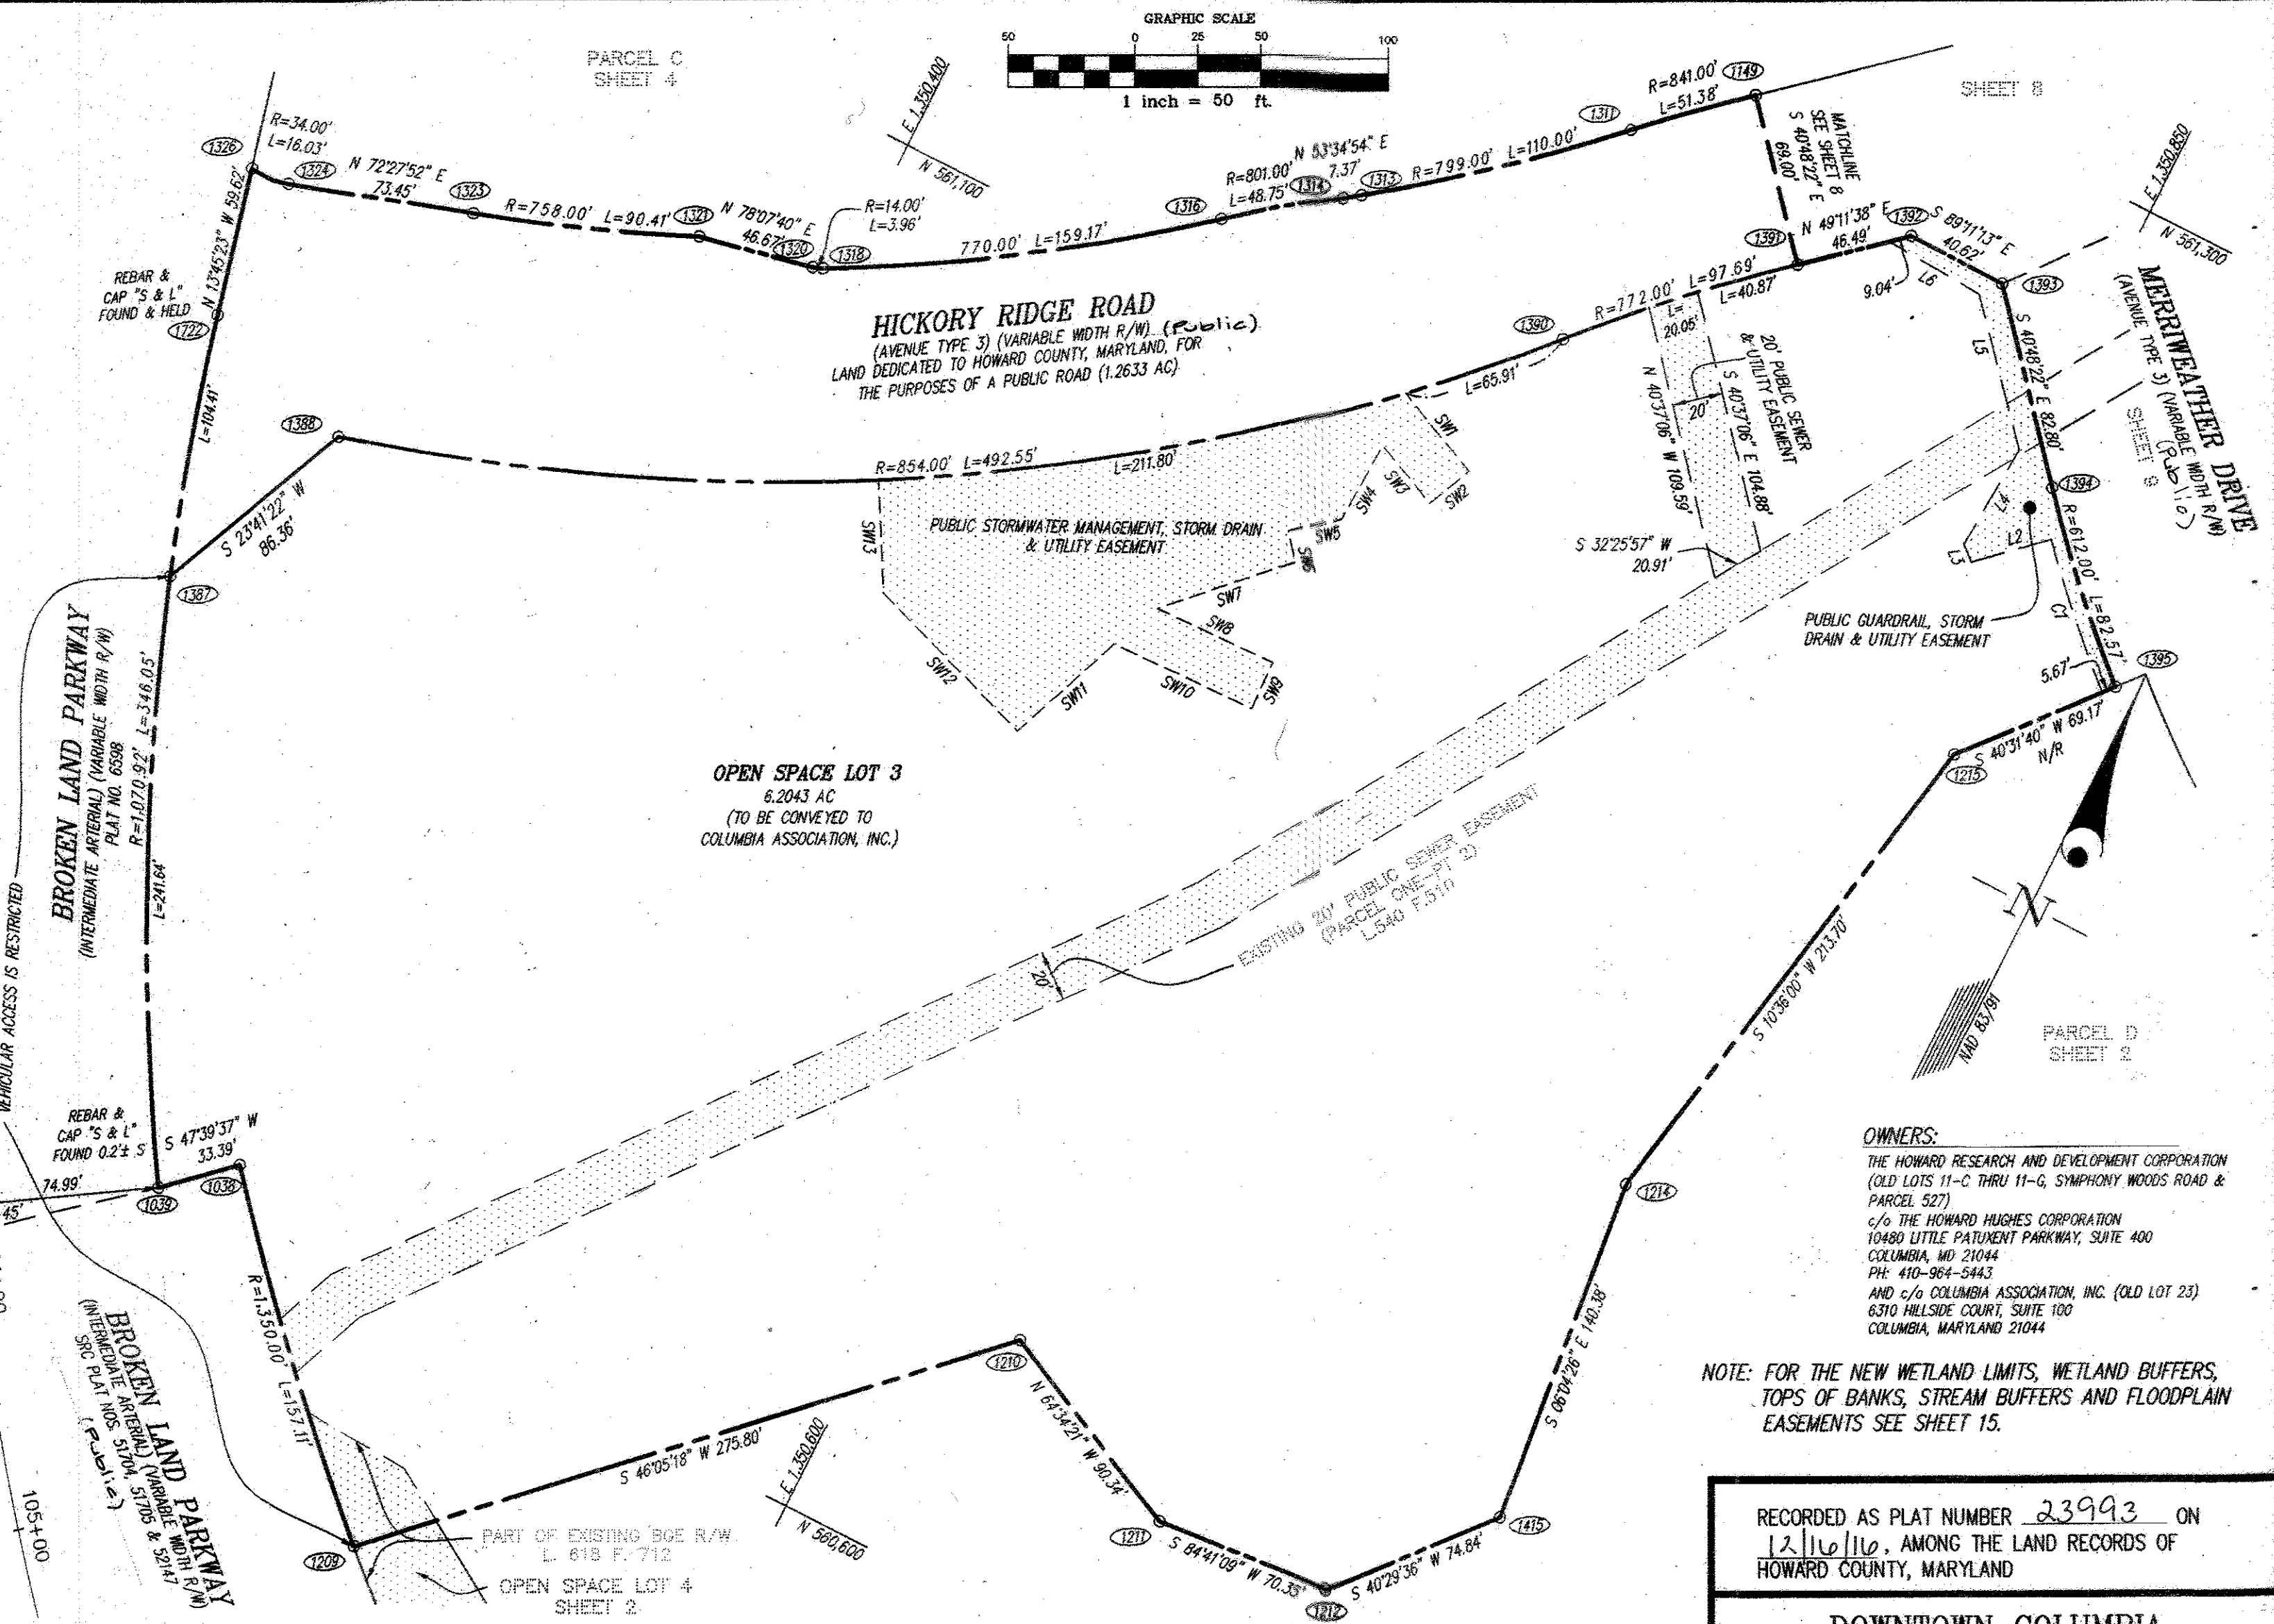 GRAPHIC SCALE
50 0 25 50 100
1 inch = 50 ft.
PARCEL C
SHEET 4
E 1,350,400
N 561,100
SHEET 8
E 1,350,850
N 561,300
1326
R=34.00'
L=16.03'
1324
N 72°27'52" E
73.45'
1323
R=758.00' L=90.41'
1321
N 78°07'40" E
46.67'
1320
R=14.00'
L=3.96'
1318
770.00' L=159.17'
1316
R=801.00'
L=48.75'
1314
N 53°34'54" E
7.37'
1313
R=799.00' L=110.00'
1311
R=841.00'
L=51.38'
1149
MATCHLINE
SEE SHEET 8
S 40°48'22" E
69.00'
1391
N 49°11'38" E
46.49'
1392
S 89°11'13" E
40.62'
1393
9.04'
L6
L5
MERRIWEATHER DRIVE
(AVENUE TYPE 3) (VARIABLE WIDTH R/W)
(Public)
SHEET 8
S 40°48'22" E 82.80'
1394
L4
L3
L2
R=612.00' L=82.57'
C1
PUBLIC GUARDRAIL, STORM
DRAIN & UTILITY EASEMENT
5.67'
1395
S 40°31'40" W 69.17'
N/R
1215
REBAR &
CAP "S & L"
FOUND & HELD
N 13°45'23" W 59.62'
1722
L=104.41'
HICKORY RIDGE ROAD
(AVENUE TYPE 3) (VARIABLE WIDTH R/W) (Public)
LAND DEDICATED TO HOWARD COUNTY, MARYLAND, FOR
THE PURPOSES OF A PUBLIC ROAD (1.2633 AC)
1390
R=772.00' L=97.69'
L=40.87'
L=
20.05'
L=65.91'
20' PUBLIC SEWER
& UTILITY EASEMENT
S 40°37'06" E 104.88'
20'
N 40°37'06" W 109.59'
S 32°25'57" W
20.91'
1388
S 23°41'22" W
86.36'
1387
R=854.00' L=492.55'
L=211.80'
PUBLIC STORMWATER MANAGEMENT, STORM DRAIN
& UTILITY EASEMENT
SW1
SW2
SW3
SW4
SW5
SW6
SW7
SW8
SW9
SW10
SW11
SW12
SW13
BROKEN LAND PARKWAY
(INTERMEDIATE ARTERIAL) (VARIABLE WIDTH R/W)
PLAT NO. 6598
R=1,070.92' L=346.05'
L=241.64'
VEHICULAR ACCESS IS RESTRICTED
OPEN SPACE LOT 3
6.2043 AC
(TO BE CONVEYED TO
COLUMBIA ASSOCIATION, INC.)
EXISTING 20' PUBLIC SEWER EASEMENT
(PARCEL ONE-PT 2)
L.540 F.510
20'
S 10°36'00" W 213.70'
N
NAD 83/91
PARCEL D
SHEET 2
REBAR &
CAP "S & L"
FOUND 0.2'± S
S 47°39'37" W
33.39'
74.99'
45'
1039
1038
R=1,350.00' L=157.11'
BROKEN LAND PARKWAY
(INTERMEDIATE ARTERIAL) (VARIABLE WIDTH R/W)
SRC PLAT NOS. 51704, 51705 & 52147
(Public)
105+00
1209
S 46°05'18" W 275.80'
PART OF EXISTING BGE R/W
L. 618 F. 712
OPEN SPACE LOT 4
SHEET 2
E 1,350,600
N 560,600
1210
N 64°34'21" W 90.34'
1211
S 84°41'09" W 70.35'
1212
S 40°29'36" W 74.84'
1415
S 06°04'26" E 140.38'
1214
OWNERS:
THE HOWARD RESEARCH AND DEVELOPMENT CORPORATION
(OLD LOTS 11-C THRU 11-G, SYMPHONY WOODS ROAD &
PARCEL 527)
c/o THE HOWARD HUGHES CORPORATION
10480 LITTLE PATUXENT PARKWAY, SUITE 400
COLUMBIA, MD 21044
PH: 410-964-5443
AND c/o COLUMBIA ASSOCIATION, INC. (OLD LOT 23)
6310 HILLSIDE COURT, SUITE 100
COLUMBIA, MARYLAND 21044
NOTE: FOR THE NEW WETLAND LIMITS, WETLAND BUFFERS,
TOPS OF BANKS, STREAM BUFFERS AND FLOODPLAIN
EASEMENTS SEE SHEET 15.
RECORDED AS PLAT NUMBER 23993 ON
12/16/16, AMONG THE LAND RECORDS OF
HOWARD COUNTY, MARYLAND
DOWNTOWN COLUMBIA